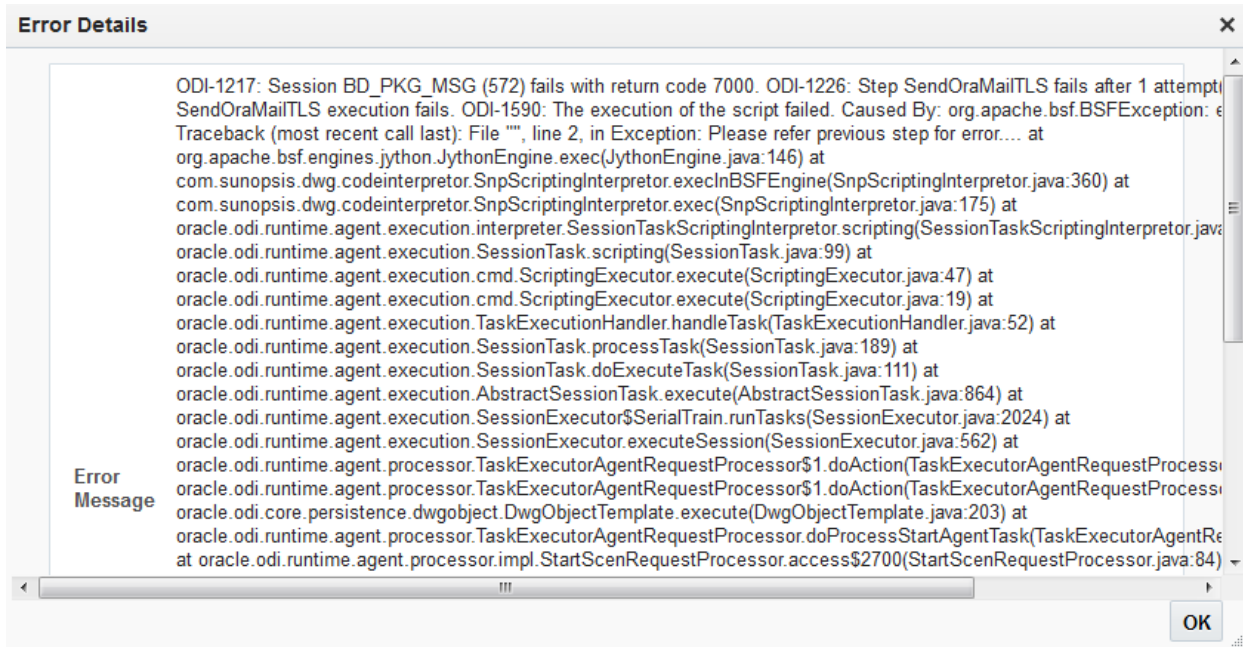 Error Details
ODI-1217: Session BD_PKG_MSG (572) fails with return code 7000. ODI-1226: Step SendOraMailTLS fails after 1 attempt(
SendOraMailTLS execution fails. ODI-1590: The execution of the script failed. Caused By: org.apache.bsf.BSFException: e
Traceback (most recent call last): File "", line 2, in Exception: Please refer previous step for error.... at
org.apache.bsf.engines.jython.JythonEngine.exec(JythonEngine.java:146) at
com.sunopsis.dwg.codeinterpretor.SnpScriptingInterpretor.execInBSFEngine(SnpScriptingInterpretor.java:360) at
com.sunopsis.dwg.codeinterpretor.SnpScriptingInterpretor.exec(SnpScriptingInterpretor.java:175) at
oracle.odi.runtime.agent.execution.interpreter.SessionTaskScriptingInterpretor.scripting(SessionTaskScriptingInterpretor.java
oracle.odi.runtime.agent.execution.SessionTask.scripting(SessionTask.java:99) at
oracle.odi.runtime.agent.execution.cmd.ScriptingExecutor.execute(ScriptingExecutor.java:47) at
oracle.odi.runtime.agent.execution.cmd.ScriptingExecutor.execute(ScriptingExecutor.java:19) at
oracle.odi.runtime.agent.execution.TaskExecutionHandler.handleTask(TaskExecutionHandler.java:52) at
oracle.odi.runtime.agent.execution.SessionTask.processTask(SessionTask.java:189) at
oracle.odi.runtime.agent.execution.SessionTask.doExecuteTask(SessionTask.java:111) at
oracle.odi.runtime.agent.execution.AbstractSessionTask.execute(AbstractSessionTask.java:864) at
oracle.odi.runtime.agent.execution.SessionExecutor$SerialTrain.runTasks(SessionExecutor.java:2024) at
oracle.odi.runtime.agent.execution.SessionExecutor.executeSession(SessionExecutor.java:562) at
oracle.odi.runtime.agent.processor.TaskExecutorAgentRequestProcessor$1.doAction(TaskExecutorAgentRequestProcess
oracle.odi.runtime.agent.processor.TaskExecutorAgentRequestProcessor$1.doAction(TaskExecutorAgentRequestProcess
oracle.odi.core.persistence.dwgobject.DwgObjectTemplate.execute(DwgObjectTemplate.java:203) at
oracle.odi.runtime.agent.processor.TaskExecutorAgentRequestProcessor.doProcessStartAgentTask(TaskExecutorAgentRe
at oracle.odi.runtime.agent.processor.impl.StartScenRequestProcessor.access$2700(StartScenRequestProcessor.java:84)
Error
Message
OK